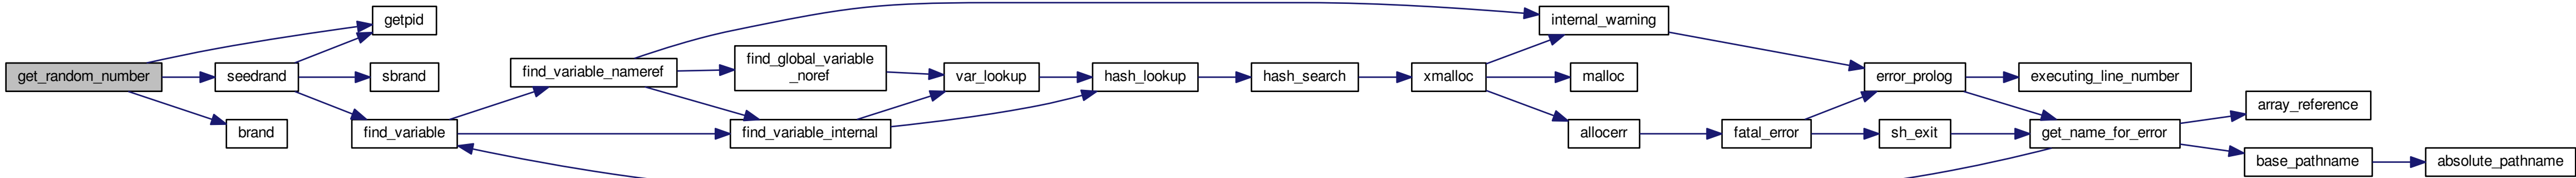 get_random_number
getpid
seedrand
brand
sbrand
find_variable
find_variable_nameref
find_global_variable
_noref
find_variable_internal
var_lookup
hash_lookup
hash_search
xmalloc
internal_warning
malloc
allocerr
fatal_error
error_prolog
sh_exit
executing_line_number
get_name_for_error
array_reference
base_pathname
absolute_pathname